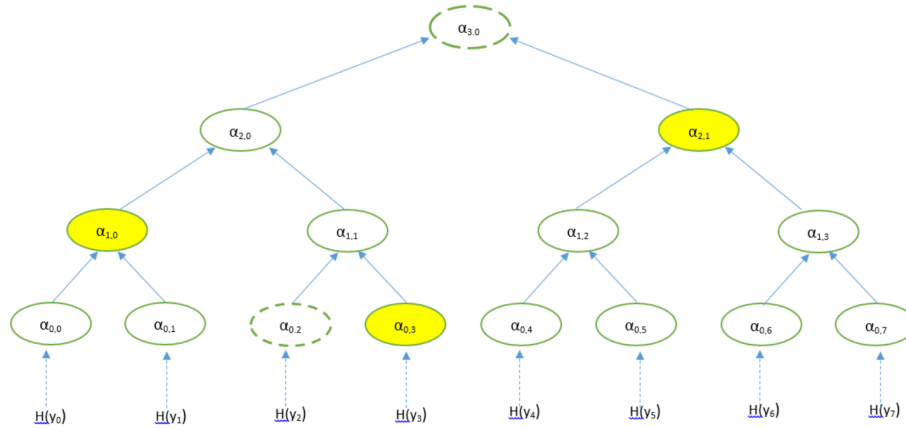 α3.0
α2,0 α2,1
α1,0 α1,1 α1,2 α1,3
α0,0 α0,1 α0.2 α0,3 α0,4 α0,5 α0,6 α0,7
H(y0) H(y1) H(y2) H(y3) H(y4) H(y5) H(y6) H(y7)